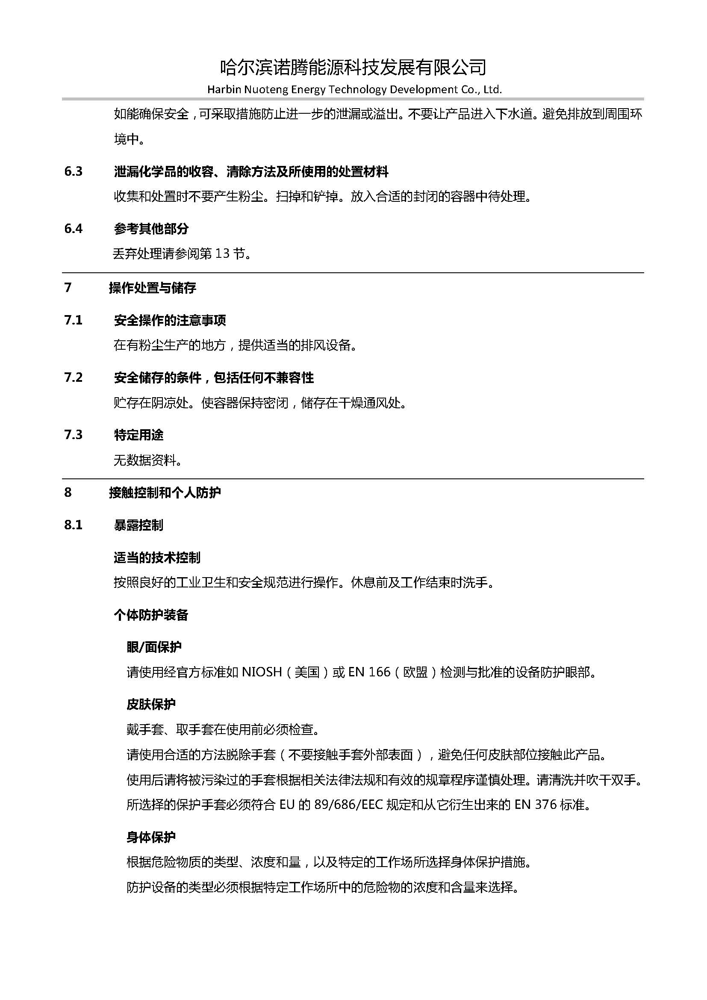 哈尔滨诺腾能源科技发展有限公司
Harbin Nuoteng Energy Technology Development Co., Ltd.
如能确保安全，可采取措施防止进一步的泄漏或溢出。不要让产品进入下水道。避免排放到周围环
境中。
6.3 泄漏化学品的收容、清除方法及所使用的处置材料
收集和处置时不要产生粉尘。扫掉和铲掉。放入合适的封闭的容器中待处理。
6.4 参考其他部分
丢弃处理请参阅第 13 节。
7 操作处置与储存
7.1 安全操作的注意事项
在有粉尘生产的地方，提供适当的排风设备。
7.2 安全储存的条件，包括任何不兼容性
贮存在阴凉处。使容器保持密闭，储存在干燥通风处。
7.3 特定用途
无数据资料。
8 接触控制和个人防护
8.1 暴露控制
适当的技术控制
按照良好的工业卫生和安全规范进行操作。休息前及工作结束时洗手。
个体防护装备
眼/面保护
请使用经官方标准如 NIOSH（美国）或 EN 166（欧盟）检测与批准的设备防护眼部。
皮肤保护
戴手套、取手套在使用前必须检查。
请使用合适的方法脱除手套（不要接触手套外部表面），避免任何皮肤部位接触此产品。
使用后请将被污染过的手套根据相关法律法规和有效的规章程序谨慎处理。请清洗并吹干双手。
所选择的保护手套必须符合 EU 的 89/686/EEC 规定和从它衍生出来的 EN 376 标准。
身体保护
根据危险物质的类型、浓度和量，以及特定的工作场所选择身体保护措施。
防护设备的类型必须根据特定工作场所中的危险物的浓度和含量来选择。